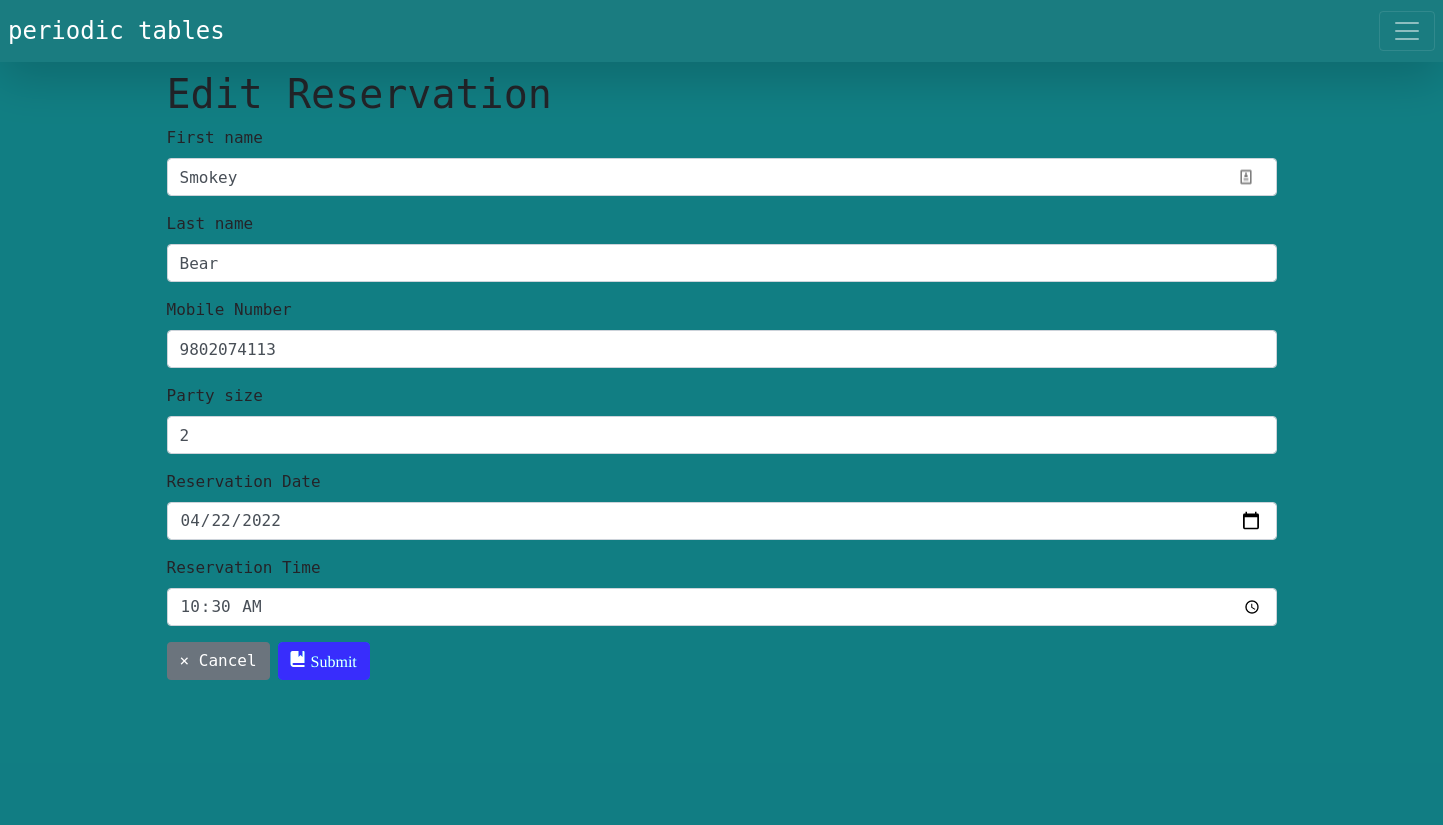 periodic tables
Edit Reservation
First name
Smokey
Last name
Bear
Mobile Number
9802074113
Party size
2
Reservation Date
04/22/2022
Reservation Time
10:30 AM
× Cancel Submit